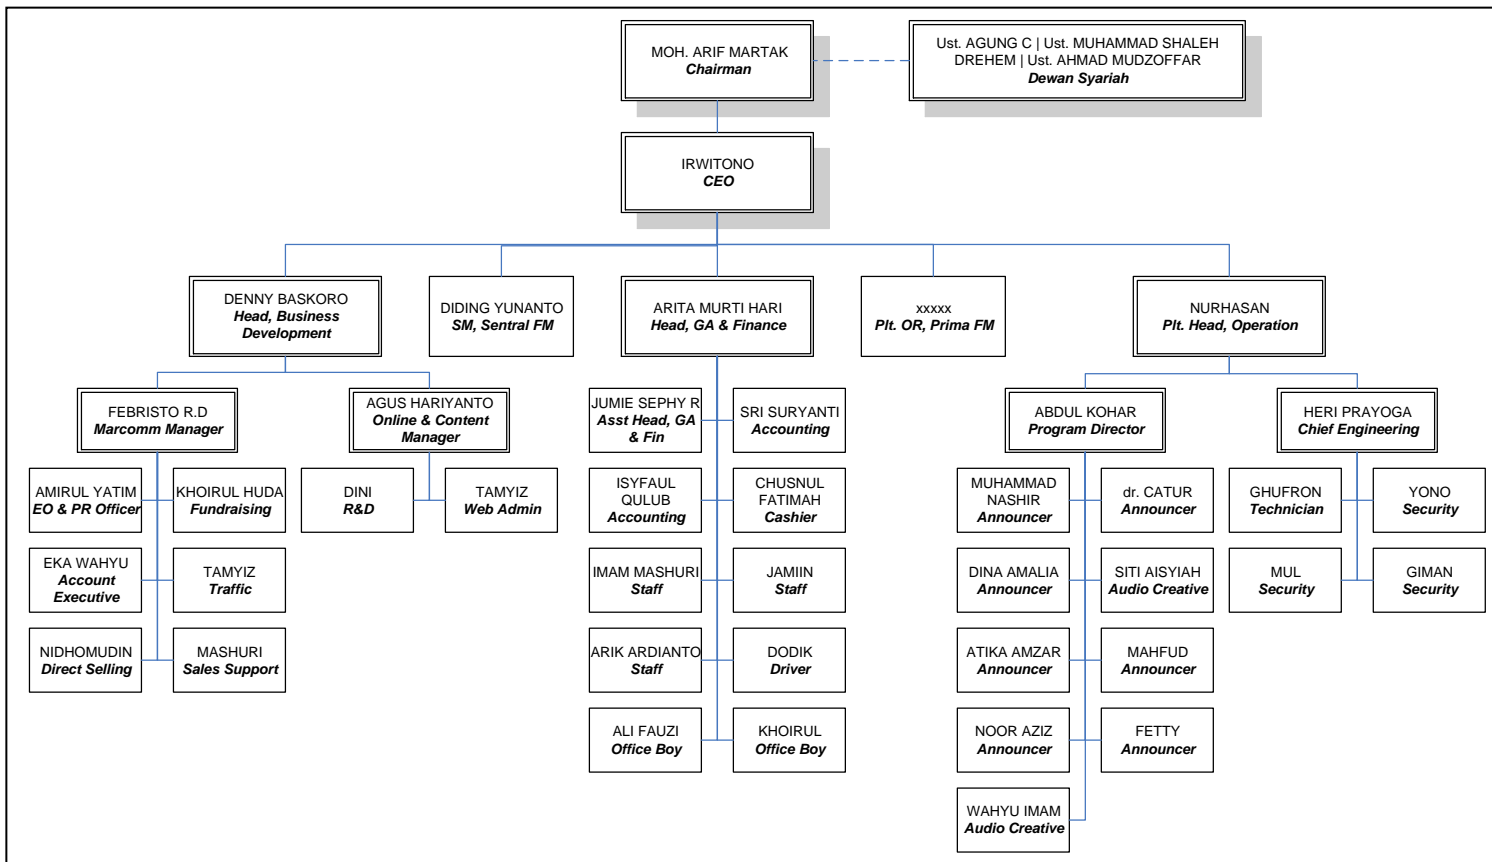 MOH. ARIF MARTAK
Chairman
Ust. AGUNG C | Ust. MUHAMMAD SHALEH
DREHEM | Ust. AHMAD MUDZOFFAR
Dewan Syariah
IRWITONO
CEO
DENNY BASKORO
Head, Business
Development
DIDING YUNANTO
SM, Sentral FM
ARITA MURTI HARI
Head, GA & Finance
xxxxx
Plt. OR, Prima FM
NURHASAN
Plt. Head, Operation
FEBRISTO R.D
Marcomm Manager
AGUS HARIYANTO
Online & Content
Manager
JUMIE SEPHY R
Asst Head, GA
& Fin
SRI SURYANTI
Accounting
ABDUL KOHAR
Program Director
HERI PRAYOGA
Chief Engineering
AMIRUL YATIM
EO & PR Officer
KHOIRUL HUDA
Fundraising
DINI
R&D
TAMYIZ
Web Admin
ISYFAUL
QULUB
Accounting
CHUSNUL
FATIMAH
Cashier
MUHAMMAD
NASHIR
Announcer
dr. CATUR
Announcer
GHUFRON
Technician
YONO
Security
EKA WAHYU
Account
Executive
TAMYIZ
Traffic
IMAM MASHURI
Staff
JAMIIN
Staff
DINA AMALIA
Announcer
SITI AISYIAH
Audio Creative
MUL
Security
GIMAN
Security
NIDHOMUDIN
Direct Selling
MASHURI
Sales Support
ARIK ARDIANTO
Staff
DODIK
Driver
ATIKA AMZAR
Announcer
MAHFUD
Announcer
ALI FAUZI
Office Boy
KHOIRUL
Office Boy
NOOR AZIZ
Announcer
FETTY
Announcer
WAHYU IMAM
Audio Creative